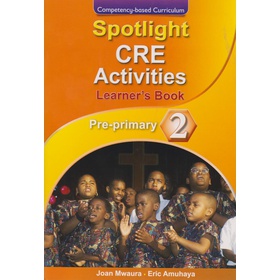 Competency-based Curriculum
Spotlight
CRE
Activities
Learner's Book
Pre-primary 2
Joan Mwaura - Eric Amuhaya